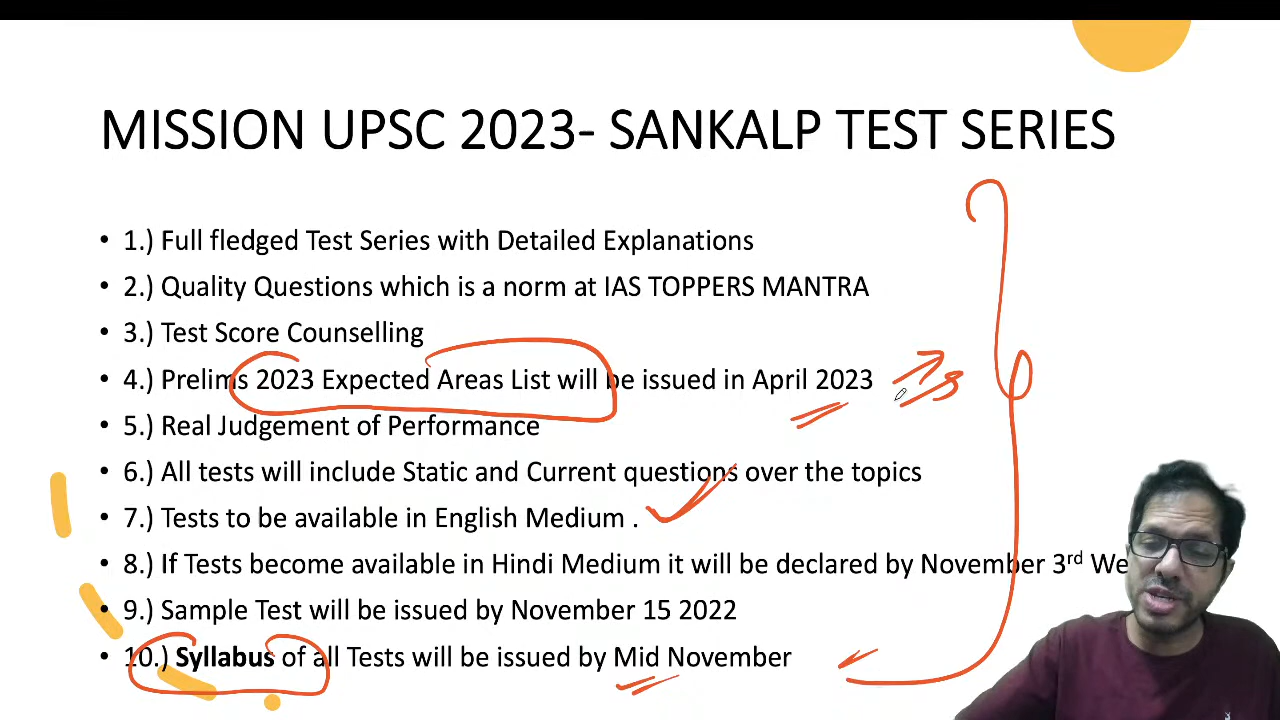 MISSION UPSC 2023- SANKALP TEST SERIES
• 1.) Full fledged Test Series with Detailed Explanations
• 2.) Quality Questions which is a norm at IAS TOPPERS MANTRA
• 3.) Test Score Counselling
• 4.) Prelims 2023 Expected Areas List will be issued in April 2023
• 5.) Real Judgement of Performance
• 6.) All tests will include Static and Current questions over the topics
• 7.) Tests to be available in English Medium .
• 8.) If Tests become available in Hindi Medium it will be declared by November 3rd We
• 9.) Sample Test will be issued by November 15 2022
• 10.) Syllabus of all Tests will be issued by Mid November